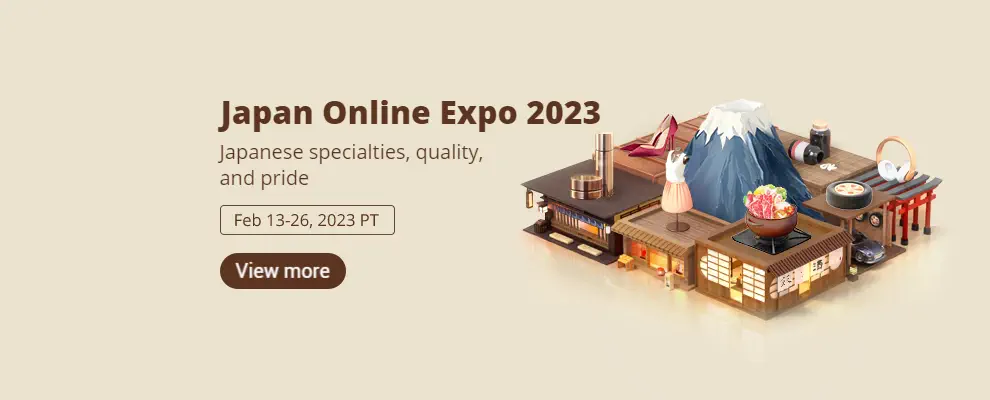 Japan Online Expo 2023
Japanese specialties, quality,
and pride
Feb 13-26, 2023 PT
View more